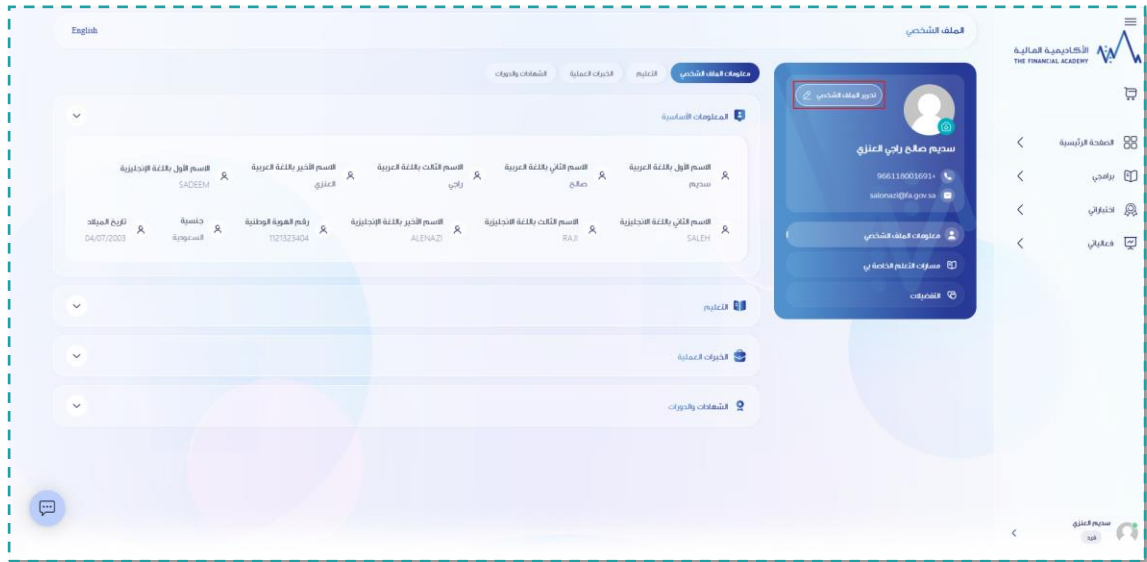 الملف الشخصي
English
الأكاديمية المالية
THE FINANCIAL ACADEMY
الصفحة الرئيسية
برامجي
اختباراتي
فعالياتي
سديم العنزي
فرد
تحرير الملف الشخصي
سديم صالح راجي العنزي
966118001691+
salonazi@fa.gov.sa
معلومات الملف الشخصي
مسارات التعلم الخاصة بي
التفضيلات
معلومات الملف الشخصي
التعليم
الخبرات العملية
الشهادات والدورات
المعلومات الأساسية
الاسم الأول باللغة العربية
سديم
الاسم الثاني باللغة العربية
صالح
الاسم الثالث باللغة العربية
راجي
الاسم الأخير باللغة العربية
العنزي
الاسم الأول باللغة الإنجليزية
SADEEM
الاسم الثاني باللغة الانجليزية
SALEH
الاسم الثالث باللغة الانجليزية
RAJI
الاسم الأخير باللغة الإنجليزية
ALENAZI
رقم الهوية الوطنية
1121323404
جنسية
السعودية
تاريخ الميلاد
04/07/2003
التعليم
الخبرات العملية
الشهادات والدورات